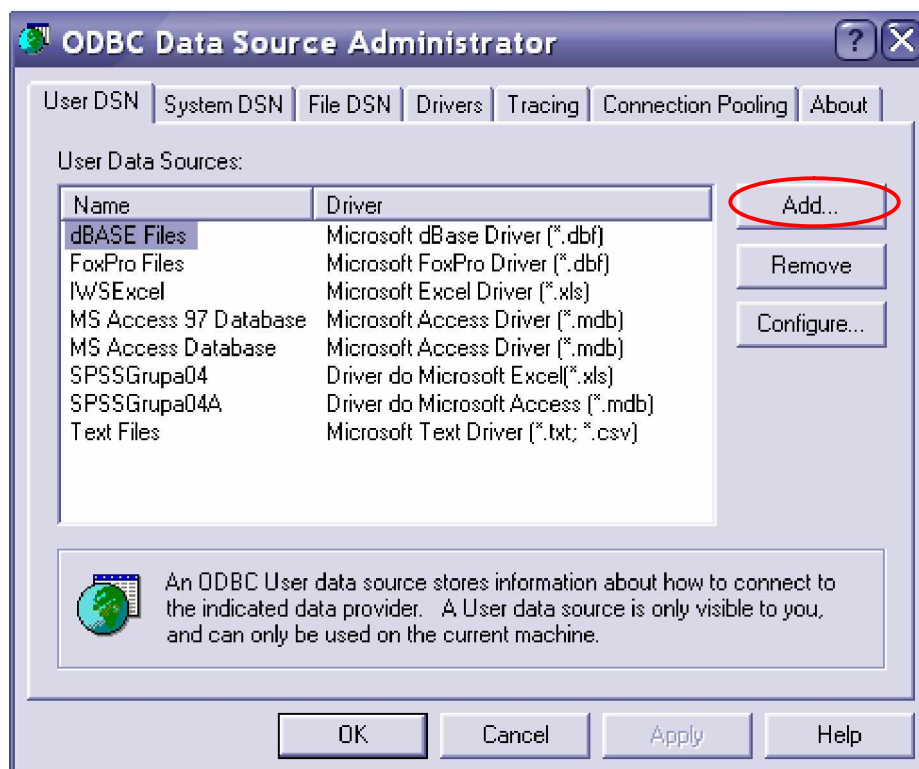 ODBC Data Source Administrator
User DSN System DSN File DSN Drivers Tracing Connection Pooling About
User Data Sources:
Name Driver
dBASE Files Microsoft dBase Driver (*.dbf)
FoxPro Files Microsoft FoxPro Driver (*.dbf)
IWSExcel Microsoft Excel Driver (*.xls)
MS Access 97 Database Microsoft Access Driver (*.mdb)
MS Access Database Microsoft Access Driver (*.mdb)
SPSSGrupa04 Driver do Microsoft Excel(*.xls)
SPSSGrupa04A Driver do Microsoft Access (*.mdb)
Text Files Microsoft Text Driver (*.txt; *.csv)
Add...
Remove
Configure...
An ODBC User data source stores information about how to connect to
the indicated data provider. A User data source is only visible to you,
and can only be used on the current machine.
OK Cancel Apply Help